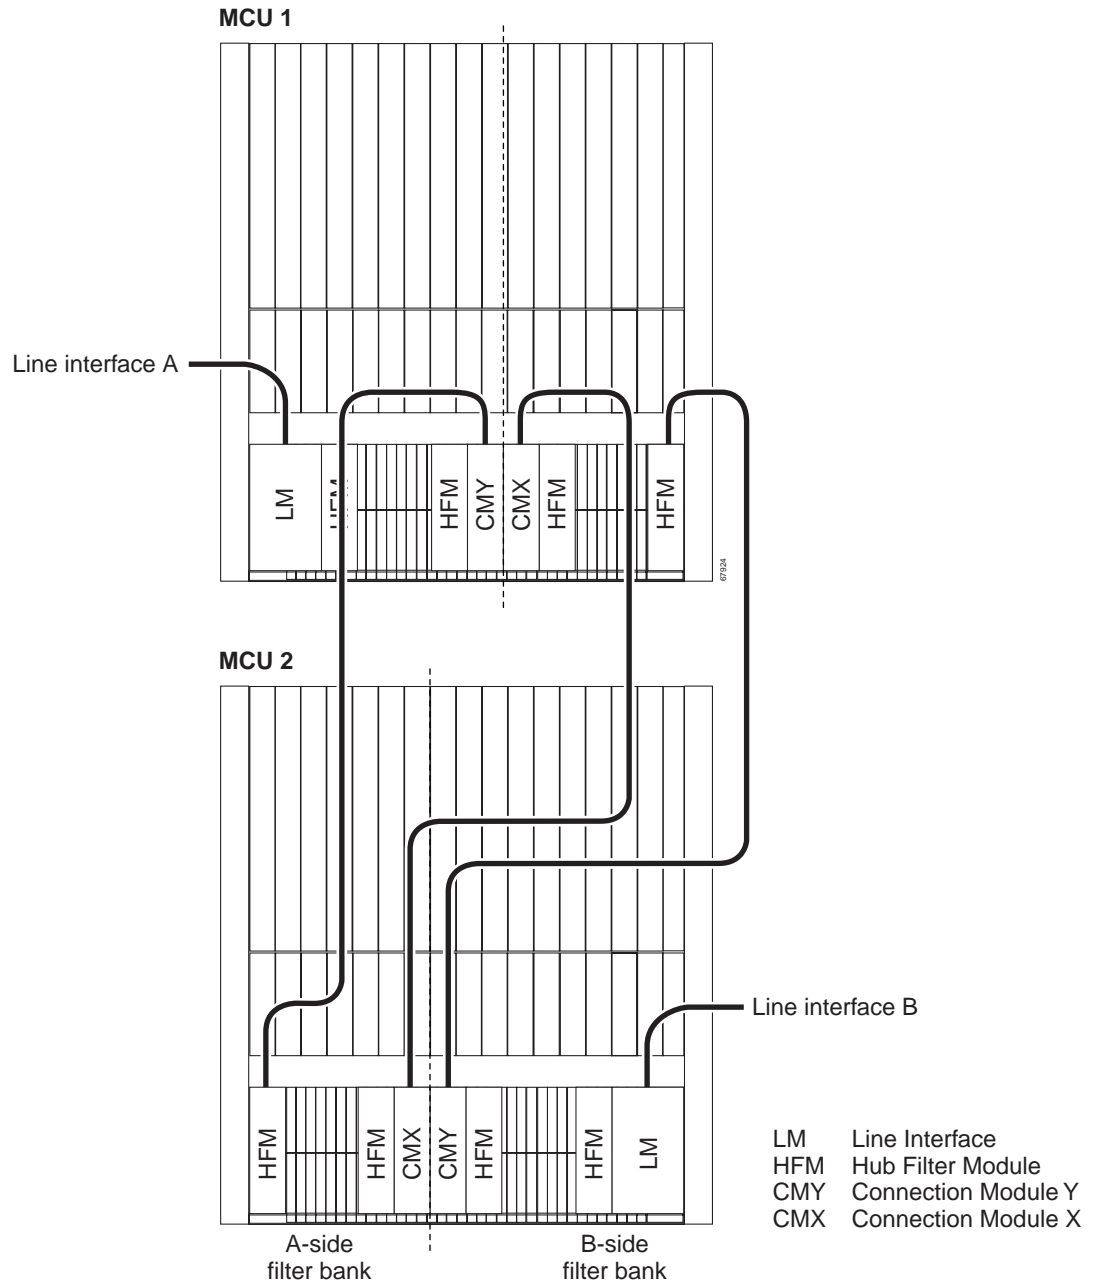 MCU 1
Line interface A
LM
HFM
HFM
CMY
CMX
HFM
HFM
67924
MCU 2
Line interface B
HFM
HFM
CMX
CMY
HFM
HFM
LM
LM Line Interface
HFM Hub Filter Module
CMY Connection Module Y
CMX Connection Module X
A-side
filter bank
B-side
filter bank